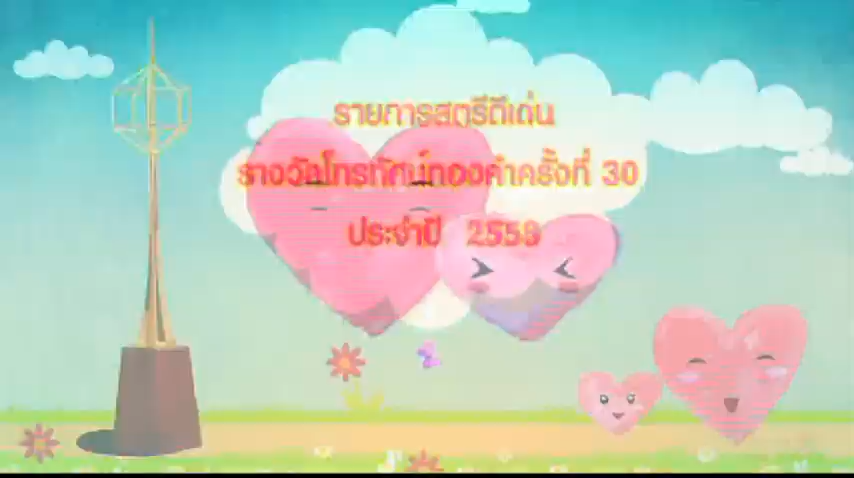 รายการสตรีดีเด่น
รางวัลโทรทัศน์ทองคำครั้งที่ 30
ประจำปี 2558